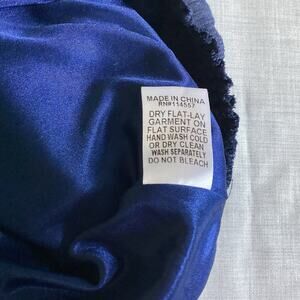 MADE IN CHINA
RN#114557
DRY FLAT-LAY
GARMENT ON
FLAT SURFACE
HAND WASH COLD
OR DRY CLEAN
WASH SEPARATELY
DO NOT BLEACH